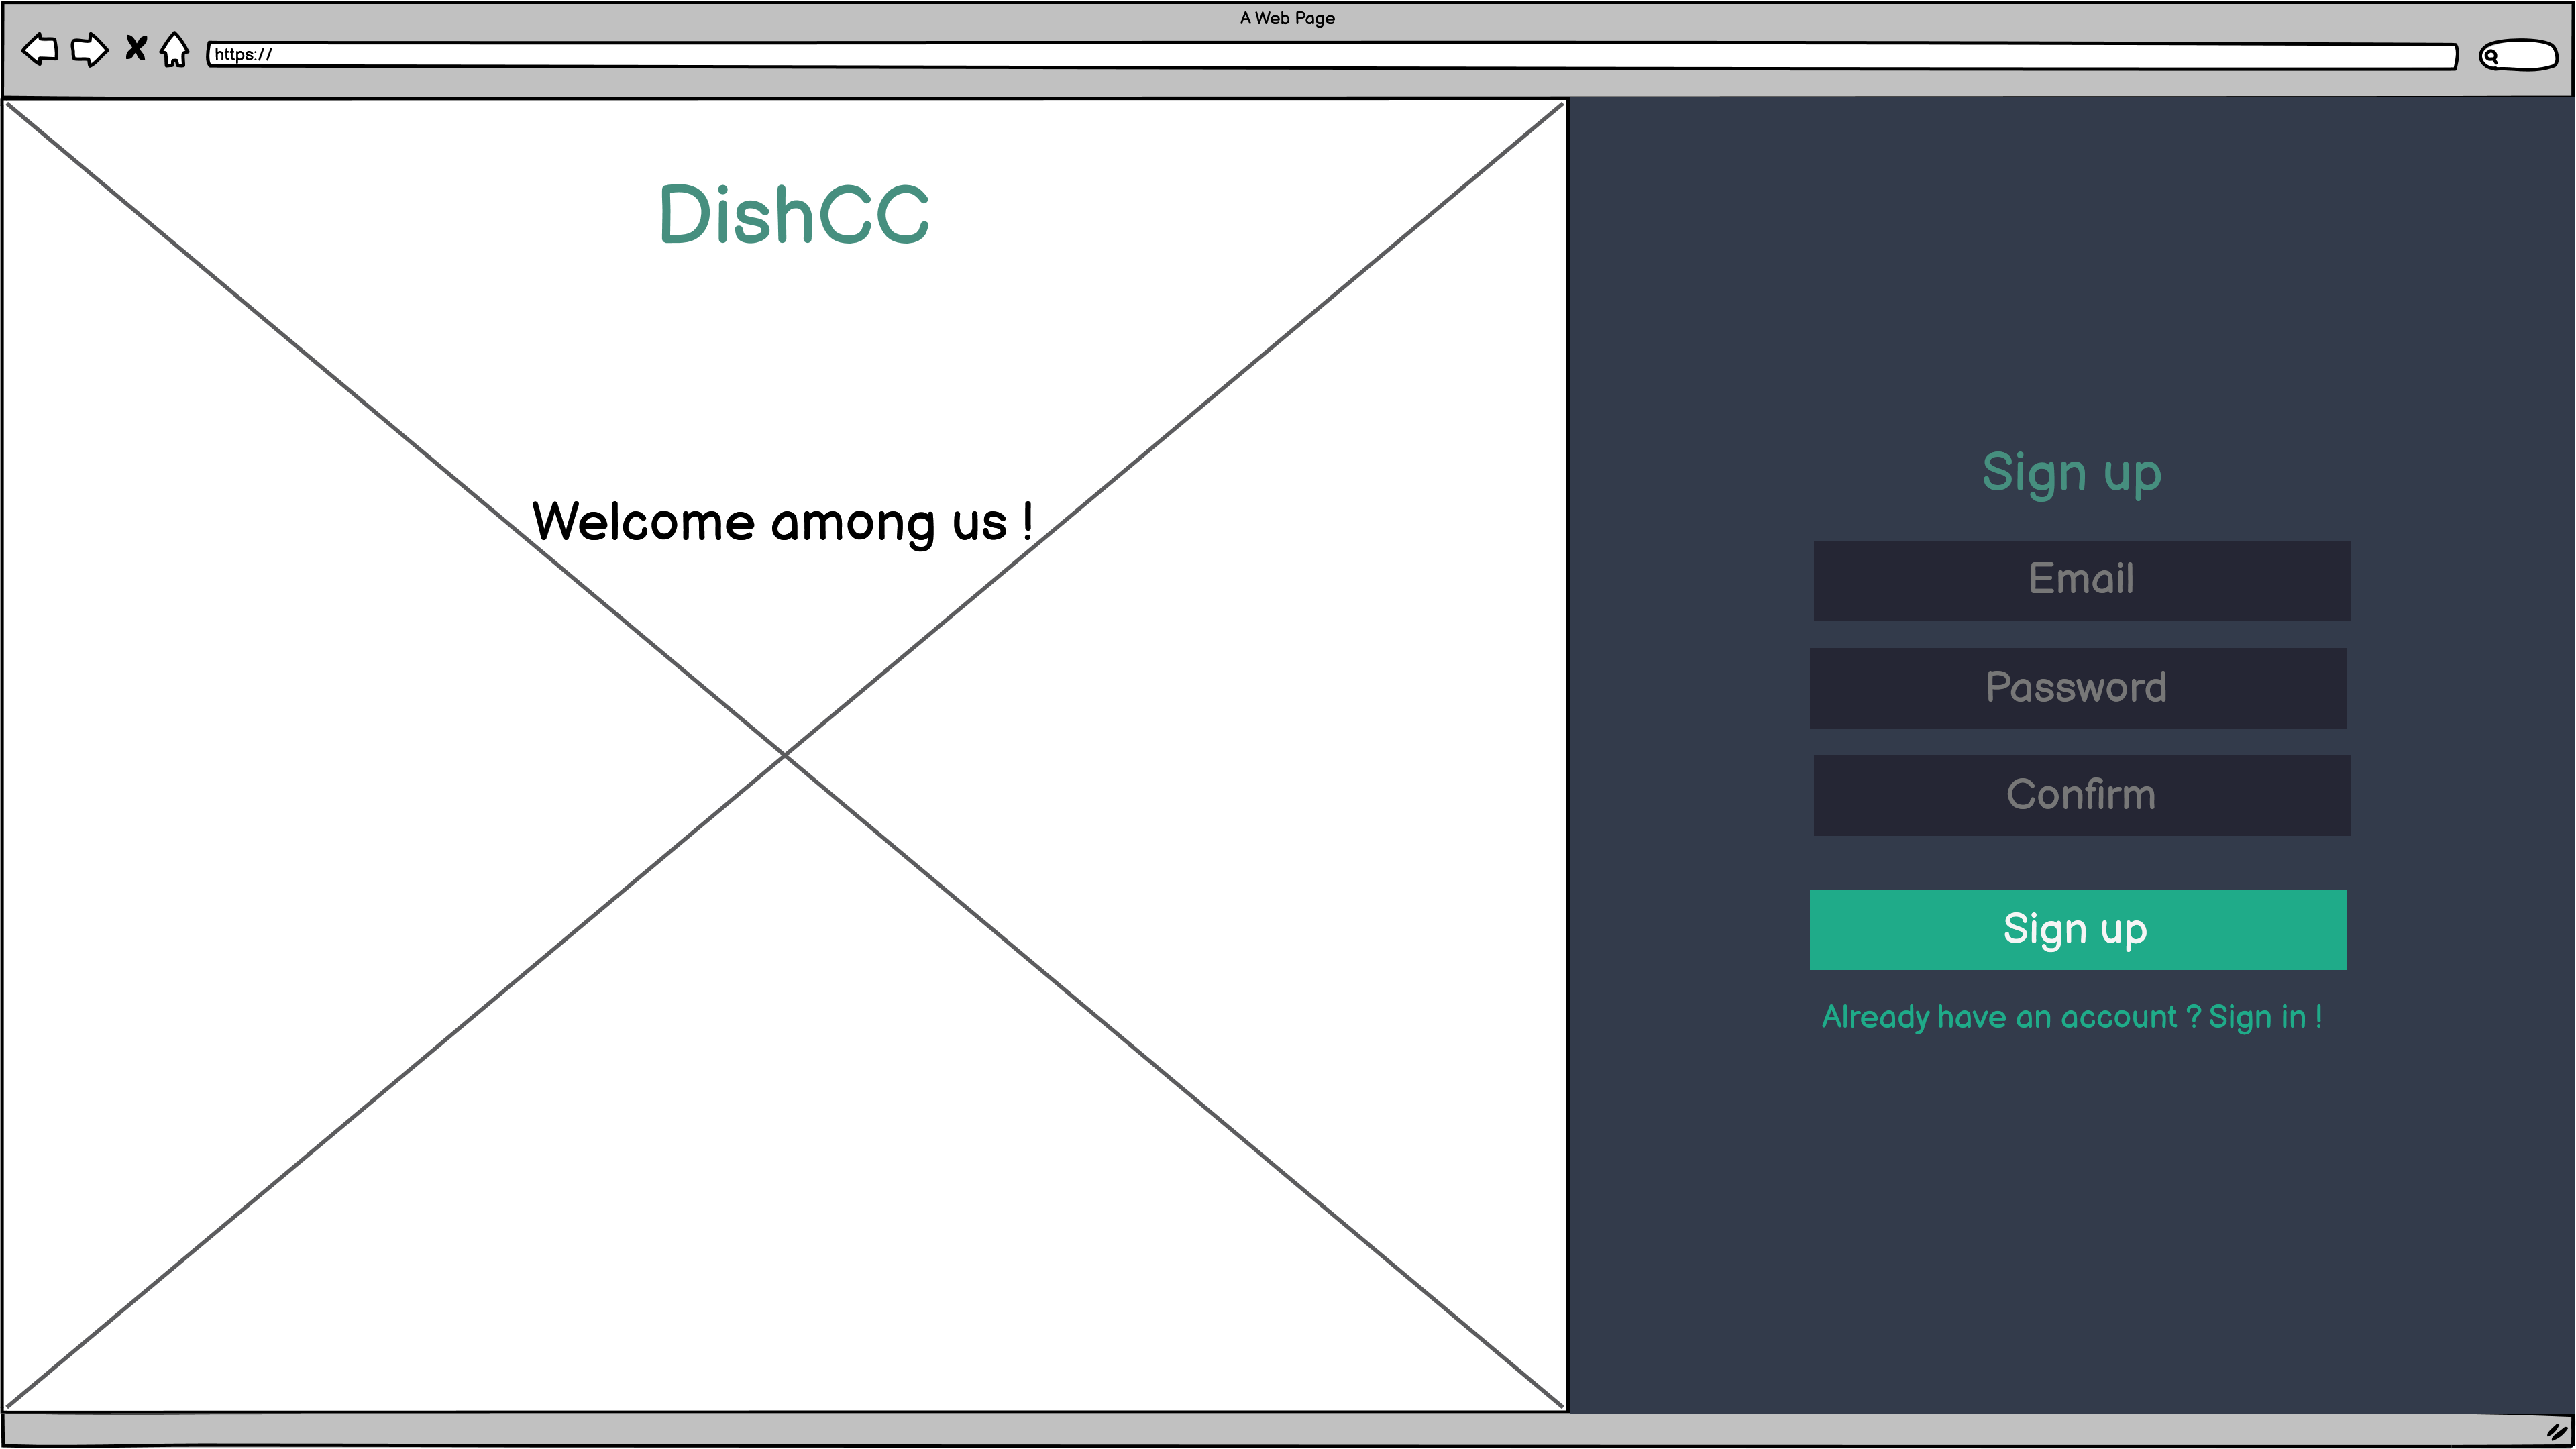 A Web Page
https://
DishCC
Welcome among us !
Sign up
Email
Password
Confirm
Sign up
Already have an account ? Sign in !